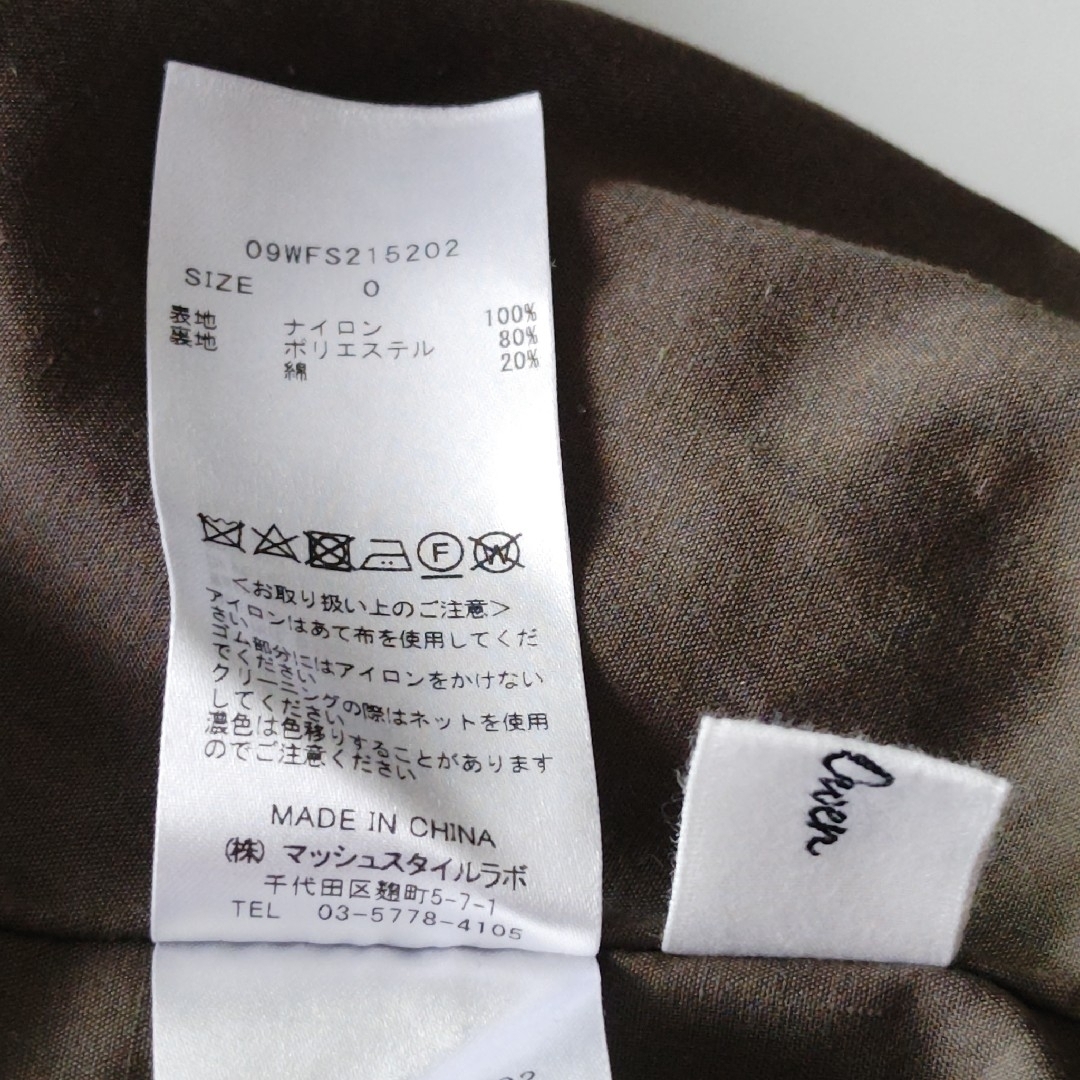 09WFS215202
SIZE 0
表地 ナイロン 100%
裏地 ポリエステル 80%
綿 20%
F W
＜お取り扱い上のご注意＞
アイロンはあて布を使用してくだ
さい
ゴム部分にはアイロンをかけない
でください
クリーニングの際はネットを使用
してください
濃色は色移りすることがあります
のでご注意ください
MADE IN CHINA
(株) マッシュスタイルラボ
千代田区麹町5-7-1
TEL 03-5778-4105